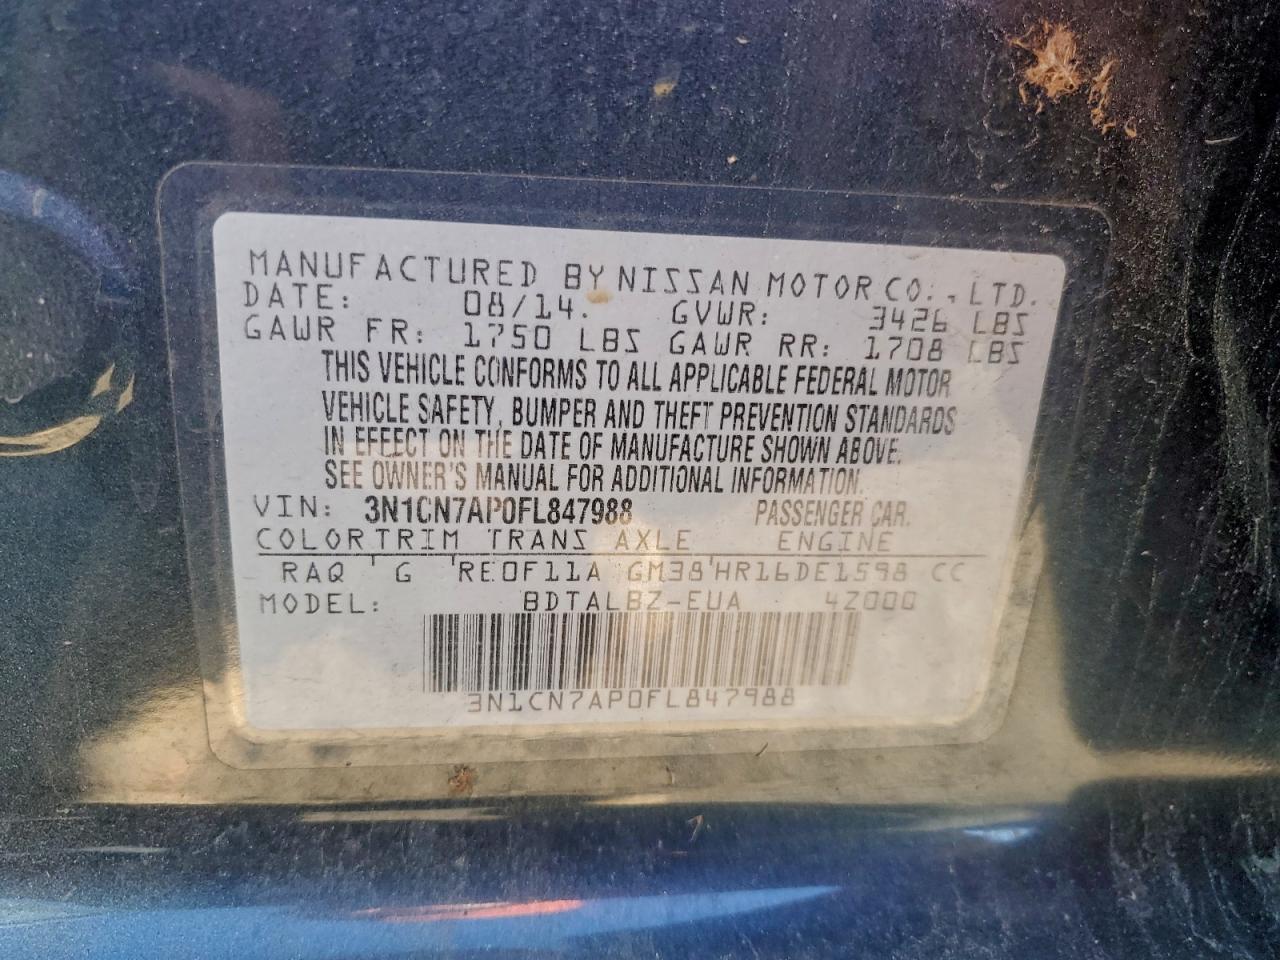 MANUFACTURED BY NISSAN MOTOR CO., LTD.
DATE: 08/14. GVWR: 3426 LBS
GAWR FR: 1750 LBS GAWR RR: 1708 LBS
THIS VEHICLE CONFORMS TO ALL APPLICABLE FEDERAL MOTOR
VEHICLE SAFETY, BUMPER AND THEFT PREVENTION STANDARDS
IN EFFECT ON THE DATE OF MANUFACTURE SHOWN ABOVE.
SEE OWNER'S MANUAL FOR ADDITIONAL INFORMATION.
VIN: 3N1CN7AP0FL847988 PASSENGER CAR.
COLORTRIM TRANS AXLE ENGINE
RAQ ' G ' RE0F11A GM38'HR16DE1598 CC
MODEL: BDTALBZ-EUA 4Z000
3N1CN7AP0FL847988